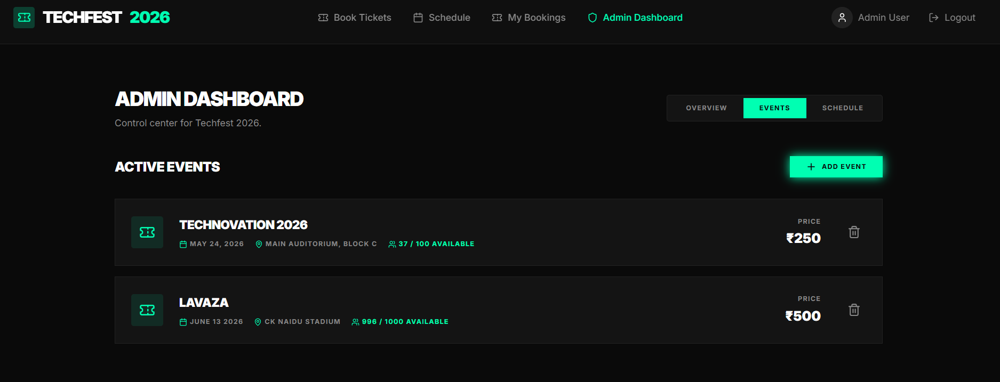 TECHFEST 2026
Book Tickets
Schedule
My Bookings
Admin Dashboard
Admin User
Logout
ADMIN DASHBOARD
Control center for Techfest 2026.
OVERVIEW
EVENTS
SCHEDULE
ACTIVE EVENTS
ADD EVENT
TECHNOVATION 2026
MAY 24, 2026
MAIN AUDITORIUM, BLOCK C
37 / 100 AVAILABLE
PRICE
₹250
LAVAZA
JUNE 13 2026
CK NAIDU STADIUM
996 / 1000 AVAILABLE
PRICE
₹500